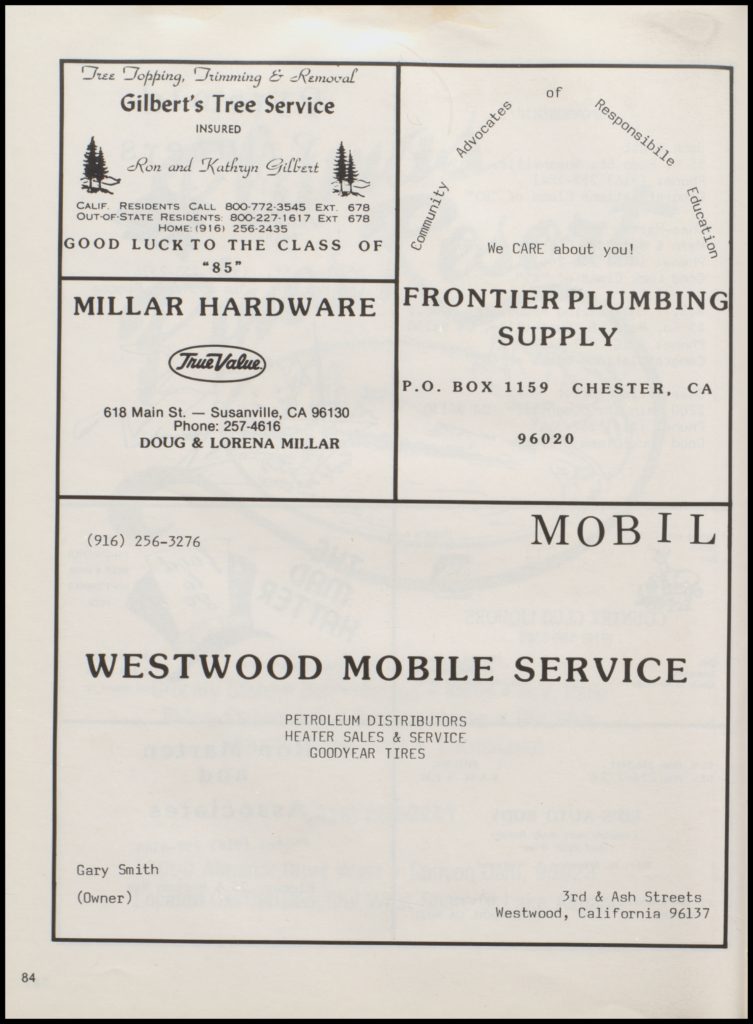 Tree Topping, Trimming & Removal
Gilbert's Tree Service
INSURED
Ron and Kathryn Gilbert
CALIF. RESIDENTS CALL 800-772-3545 EXT. 678
OUT-OF-STATE RESIDENTS: 800-227-1617 EXT 678
HOME: (916) 256-2435
GOOD LUCK TO THE CLASS OF
"85"
Community Advocates of Responsibile Education
We CARE about you!
FRONTIER PLUMBING
SUPPLY
P.O. BOX 1159 CHESTER, CA
96020
MILLAR HARDWARE
True Value
618 Main St. — Susanville, CA 96130
Phone: 257-4616
DOUG & LORENA MILLAR
(916) 256-3276
MOBIL
WESTWOOD MOBILE SERVICE
PETROLEUM DISTRIBUTORS
HEATER SALES & SERVICE
GOODYEAR TIRES
Gary Smith
(Owner)
3rd & Ash Streets
Westwood, California 96137
84